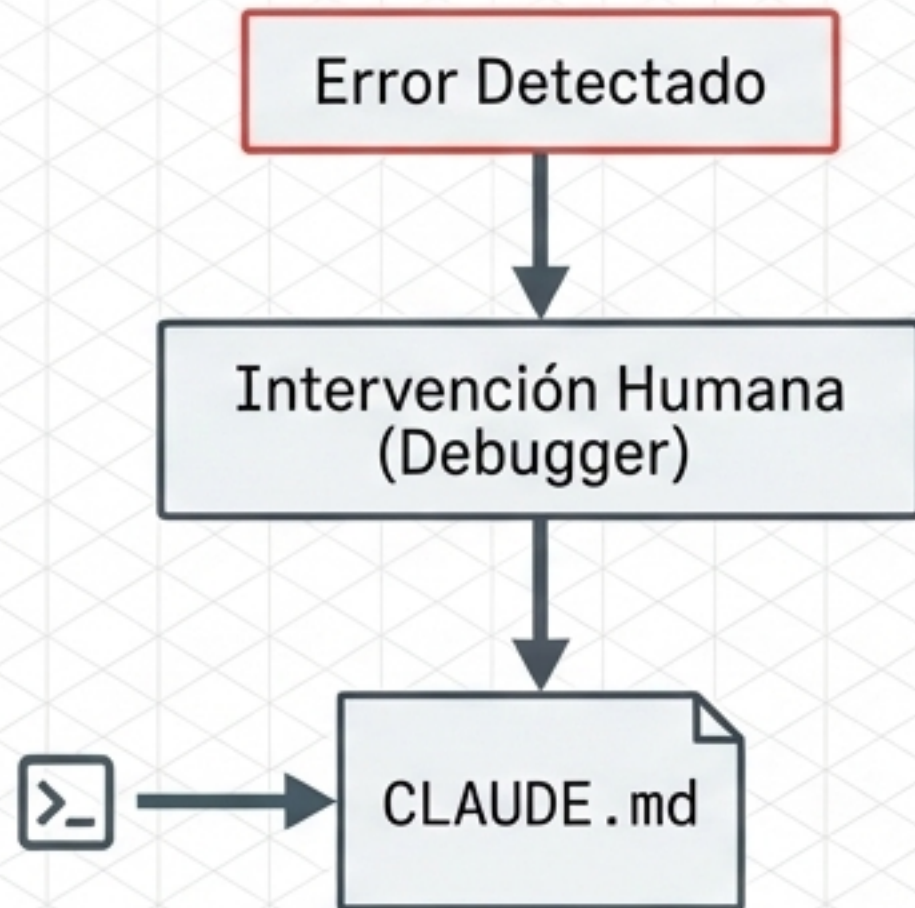 Error Detectado
Intervención Humana
(Debugger)
>_
CLAUDE.md